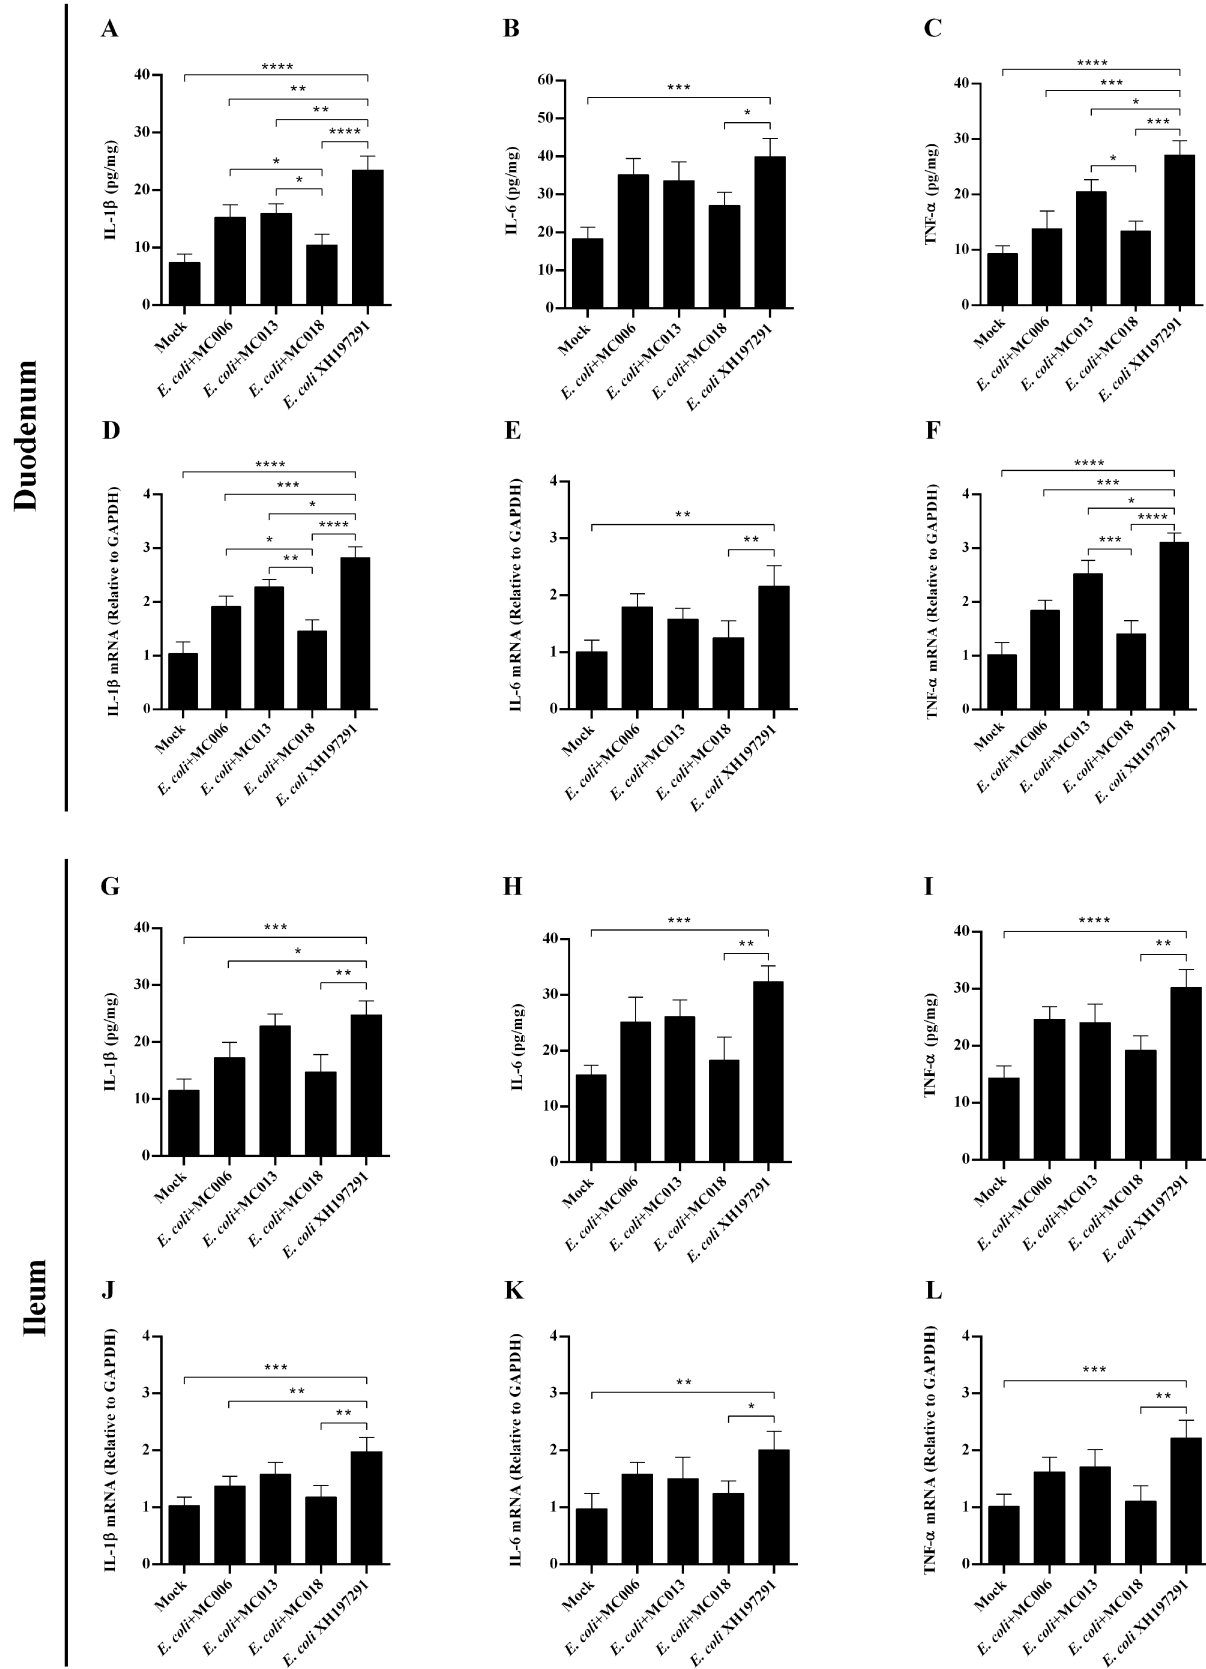 Duodenum
A
IL-1β (pg/mg)
40
30
20
10
0
****
**
**
****
*
*
Mock
E. coli+MC006
E. coli+MC013
E. coli+MC018
E. coli XH197291
B
IL-6 (pg/mg)
60
50
40
30
20
10
0
***
*
Mock
E. coli+MC006
E. coli+MC013
E. coli+MC018
E. coli XH197291
C
TNF-α (pg/mg)
40
30
20
10
0
****
***
*
***
*
Mock
E. coli+MC006
E. coli+MC013
E. coli+MC018
E. coli XH197291
D
IL-1β mRNA (Relative to GAPDH)
4
3
2
1
0
****
***
*
****
*
**
Mock
E. coli+MC006
E. coli+MC013
E. coli+MC018
E. coli XH197291
E
IL-6 mRNA (Relative to GAPDH)
4
3
2
1
0
**
**
Mock
E. coli+MC006
E. coli+MC013
E. coli+MC018
E. coli XH197291
F
TNF-α mRNA (Relative to GAPDH)
4
3
2
1
0
****
***
*
****
***
Mock
E. coli+MC006
E. coli+MC013
E. coli+MC018
E. coli XH197291
Ileum
G
IL-1β (pg/mg)
40
30
20
10
0
***
*
**
Mock
E. coli+MC006
E. coli+MC013
E. coli+MC018
E. coli XH197291
H
IL-6 (pg/mg)
40
30
20
10
0
***
**
Mock
E. coli+MC006
E. coli+MC013
E. coli+MC018
E. coli XH197291
I
TNF-α (pg/mg)
40
30
20
10
0
****
**
Mock
E. coli+MC006
E. coli+MC013
E. coli+MC018
E. coli XH197291
J
IL-1β mRNA (Relative to GAPDH)
4
3
2
1
0
***
**
**
Mock
E. coli+MC006
E. coli+MC013
E. coli+MC018
E. coli XH197291
K
IL-6 mRNA (Relative to GAPDH)
4
3
2
1
0
**
*
Mock
E. coli+MC006
E. coli+MC013
E. coli+MC018
E. coli XH197291
L
TNF-α mRNA (Relative to GAPDH)
4
3
2
1
0
***
**
Mock
E. coli+MC006
E. coli+MC013
E. coli+MC018
E. coli XH197291